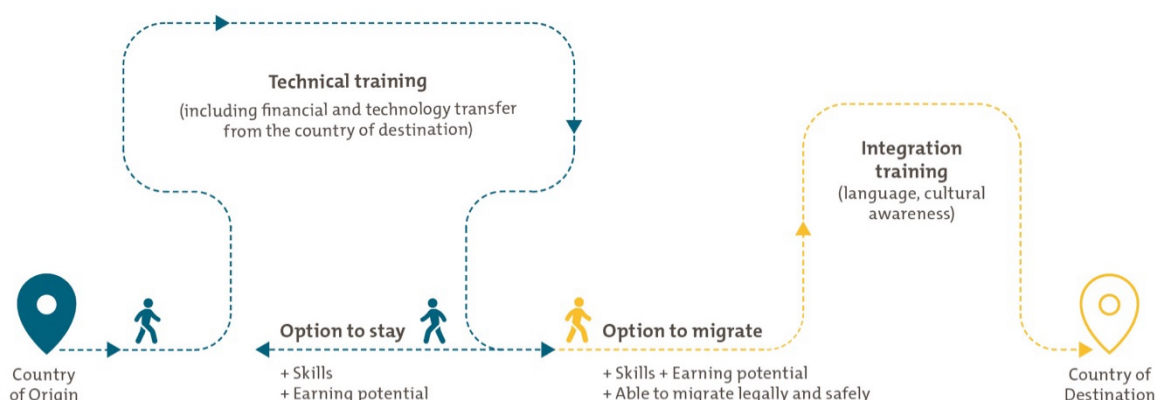 Technical training
(including financial and technology transfer
from the country of destination)
Integration
training
(language, cultural
awareness)
Option to stay
+ Skills
+ Earning potential
Option to migrate
+ Skills + Earning potential
+ Able to migrate legally and safely
Country
of Origin
Country of
Destination